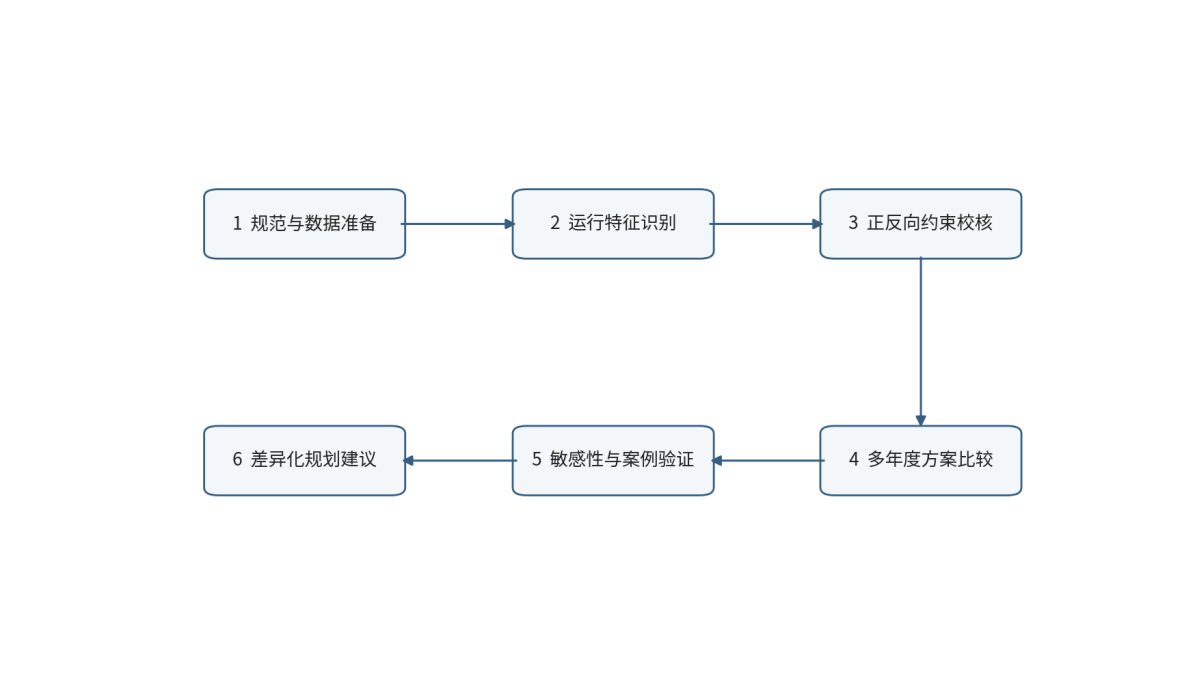 1 规范与数据准备
2 运行特征识别
3 正反向约束校核
4 多年度方案比较
5 敏感性与案例验证
6 差异化规划建议